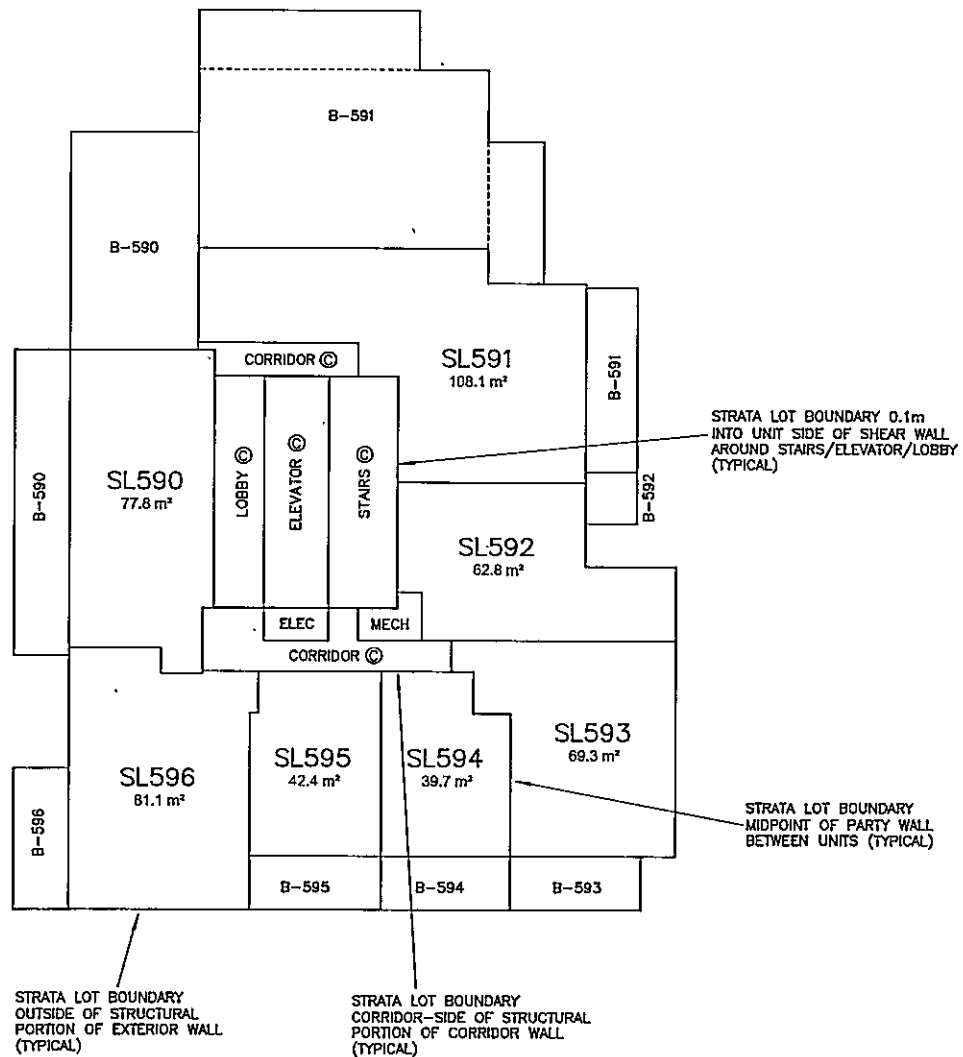 B-591
B-590
CORRIDOR ©
SL591
108.1 m²
B-591
STRATA LOT BOUNDARY 0.1m
INTO UNIT SIDE OF SHEAR WALL
AROUND STAIRS/ELEVATOR/LOBBY
(TYPICAL)
B-590
SL590
77.8 m²
LOBBY ©
ELEVATOR ©
STAIRS ©
B-592
SL592
62.8 m²
ELEC
MECH
CORRIDOR ©
SL593
69.3 m²
SL596
81.1 m²
SL595
42.4 m²
SL594
39.7 m²
STRATA LOT BOUNDARY
MIDPOINT OF PARTY WALL
BETWEEN UNITS (TYPICAL)
B-596
B-595
B-594
B-593
STRATA LOT BOUNDARY
OUTSIDE OF STRUCTURAL
PORTION OF EXTERIOR WALL
(TYPICAL)
STRATA LOT BOUNDARY
CORRIDOR-SIDE OF STRUCTURAL
PORTION OF CORRIDOR WALL
(TYPICAL)